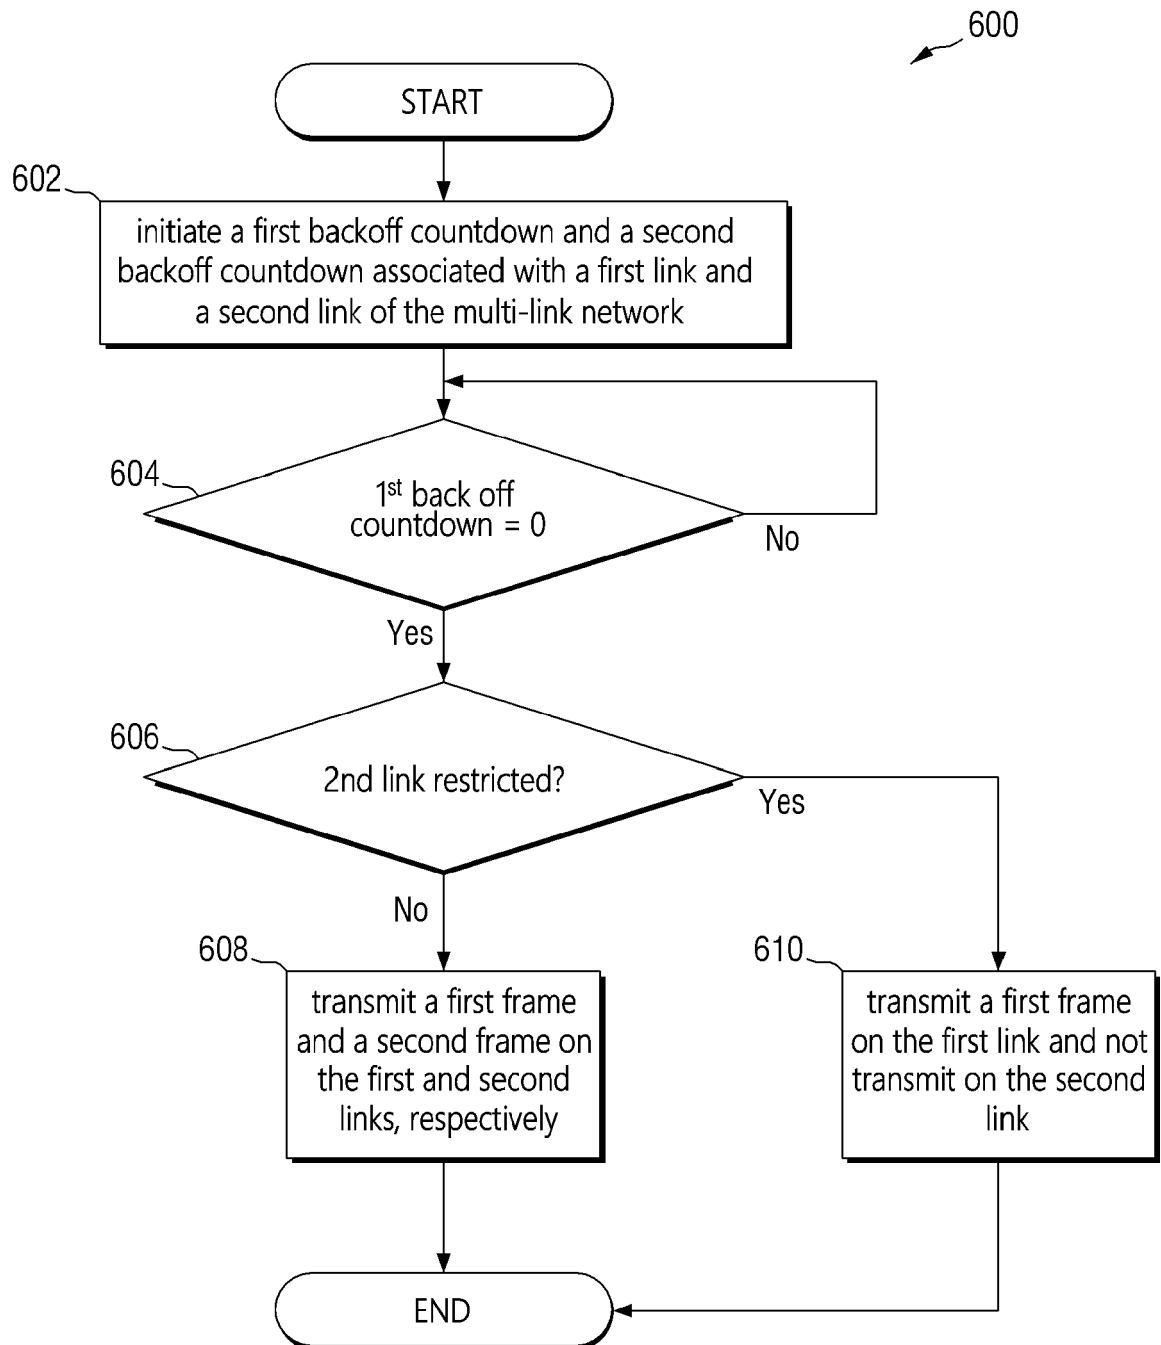 600
START
602
initiate a first backoff countdown and a second
backoff countdown associated with a first link and
a second link of the multi-link network
604
1st back off
countdown = 0
No
Yes
606
2nd link restricted?
Yes
No
608
transmit a first frame
and a second frame on
the first and second
links, respectively
610
transmit a first frame
on the first link and not
transmit on the second
link
END